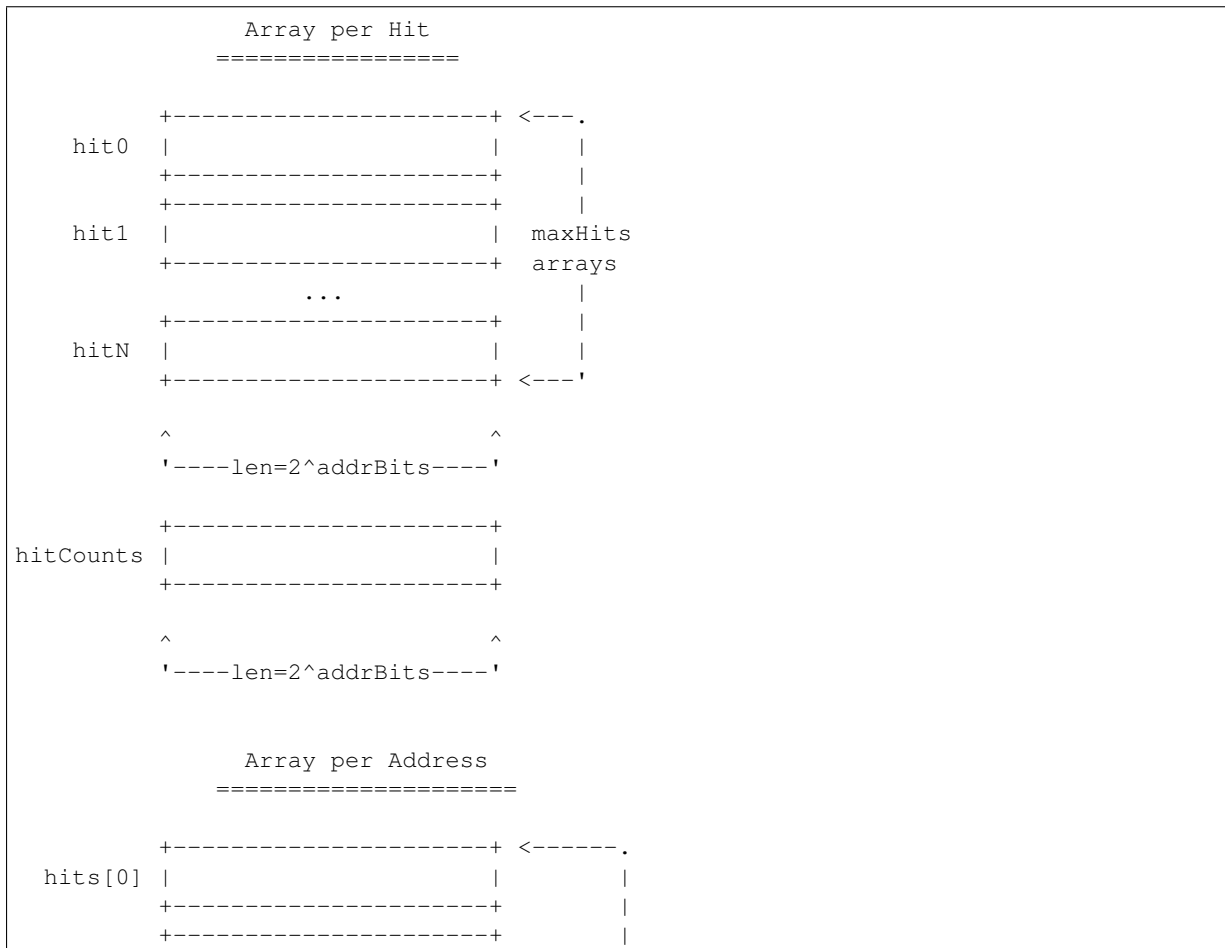 Array per Hit
              =================

          +----------------------+ <---.
    hit0  |                      |     |
          +----------------------+     |
          +----------------------+     |
    hit1  |                      |  maxHits
          +----------------------+  arrays
                    ...                |
          +----------------------+     |
    hitN  |                      |     |
          +----------------------+ <---'

          ^                      ^
          '----len=2^addrBits----'

          +----------------------+
hitCounts |                      |
          +----------------------+

          ^                      ^
          '----len=2^addrBits----'


                Array per Address
              =====================

          +----------------------+ <------.
  hits[0] |                      |        |
          +----------------------+        |
          +----------------------+        |